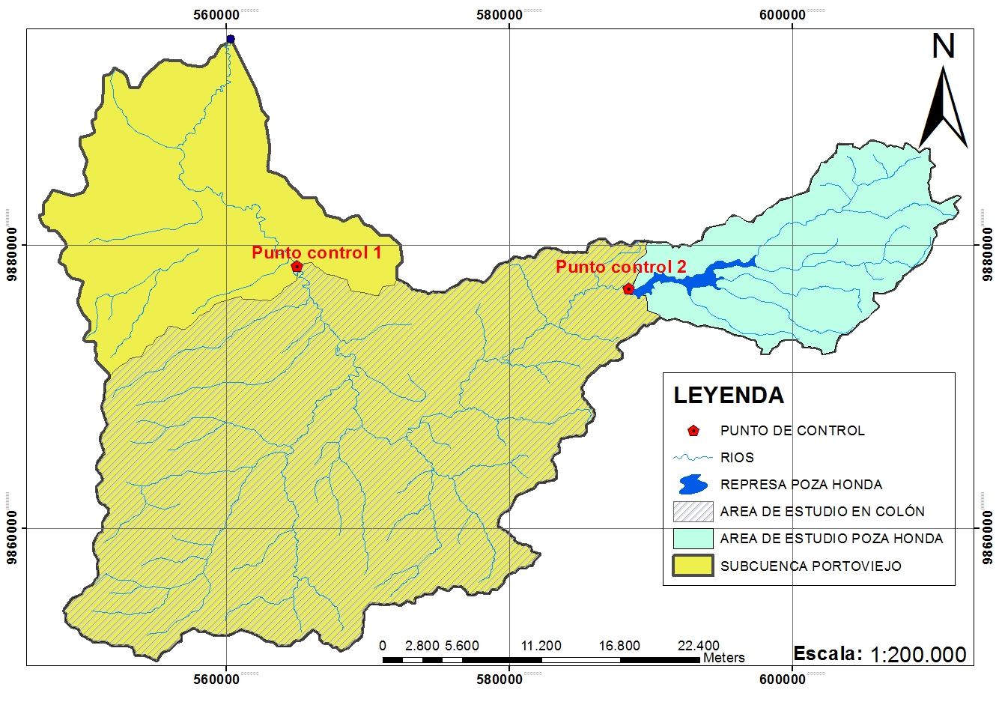 560000 580000 600000
N
9880000 9880000
Punto control 1
Punto control 2
LEYENDA
PUNTO DE CONTROL
RIOS
REPRESA POZA HONDA
AREA DE ESTUDIO EN COLÓN
AREA DE ESTUDIO POZA HONDA
SUBCUENCA PORTOVIEJO
9860000 9860000
0 2.800 5.600 11.200 16.800 22.400
Meters
Escala: 1:200.000
560000 580000 600000